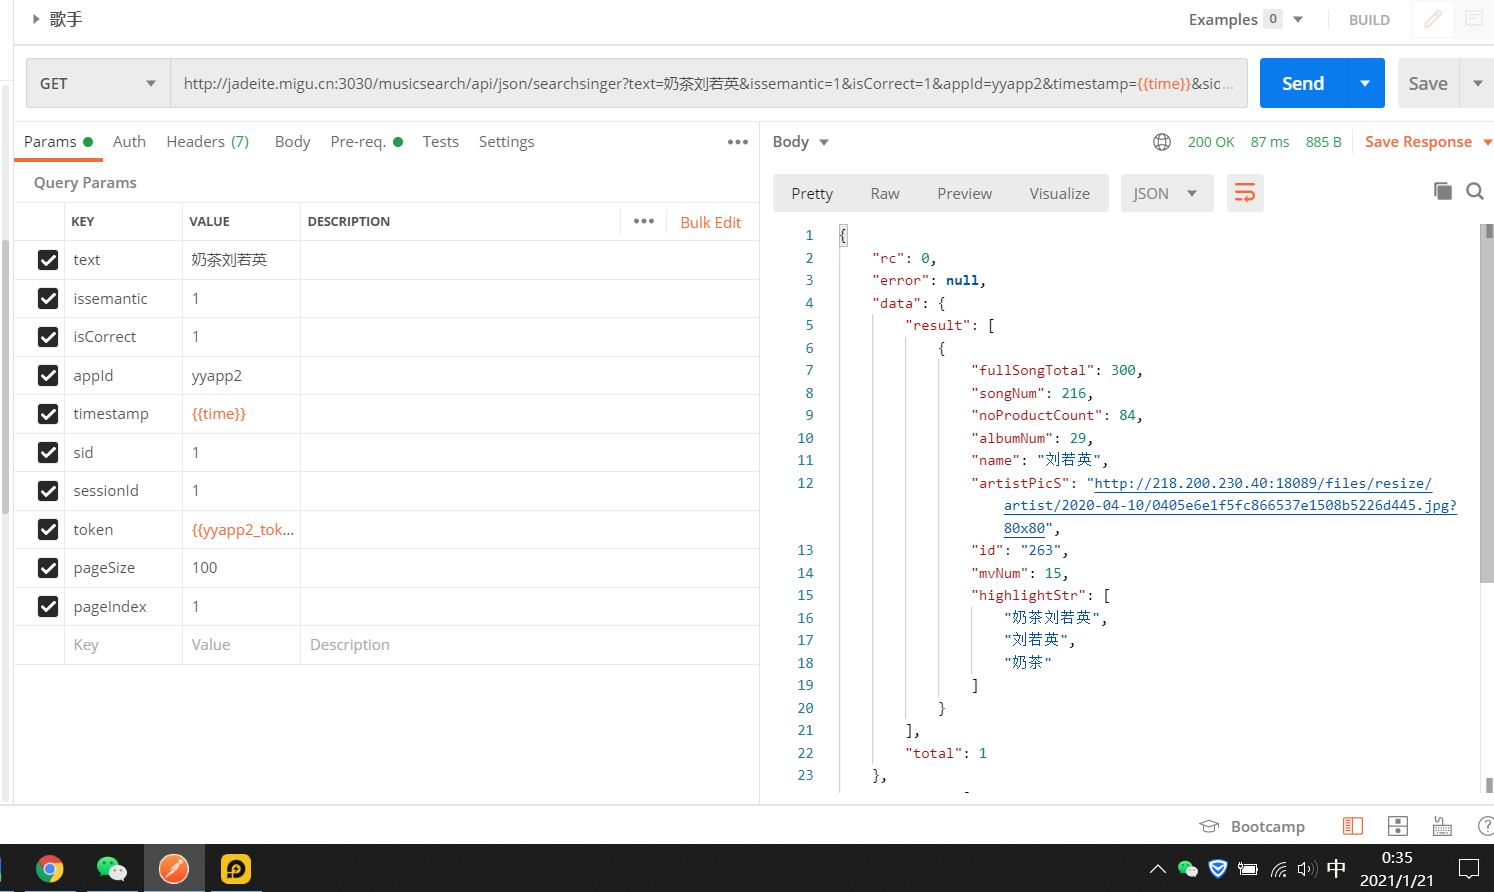 歌手
Examples 0
BUILD
GET
http://jadeite.migu.cn:3030/musicsearch/api/json/searchsinger?text=奶茶刘若英&issemantic=1&isCorrect=1&appId=yyapp2&timestamp={{time}}&sic...
Send
Save
Params
Auth
Headers (7)
Body
Pre-req.
Tests
Settings
Query Params
KEY VALUE DESCRIPTION
Bulk Edit
text 奶茶刘若英
issemantic 1
isCorrect 1
appId yyapp2
timestamp {{time}}
sid 1
sessionId 1
token {{yyapp2_tok...
pageSize 100
pageIndex 1
Key Value Description
Body
200 OK 87 ms 885 B
Save Response
Pretty Raw Preview Visualize JSON
1 {
2 "rc": 0,
3 "error": null,
4 "data": {
5 "result": [
6 {
7 "fullSongTotal": 300,
8 "songNum": 216,
9 "noProductCount": 84,
10 "albumNum": 29,
11 "name": "刘若英",
12 "artistPicS": "http://218.200.230.40:18089/files/resize/
artist/2020-04-10/0405e6e1f5fc866537e1508b5226d445.jpg?
80x80",
13 "id": "263",
14 "mvNum": 15,
15 "highlightStr": [
16 "奶茶刘若英",
17 "刘若英",
18 "奶茶"
19 ]
20 }
21 ],
22 "total": 1
23 },
Bootcamp
中
0:35
2021/1/21